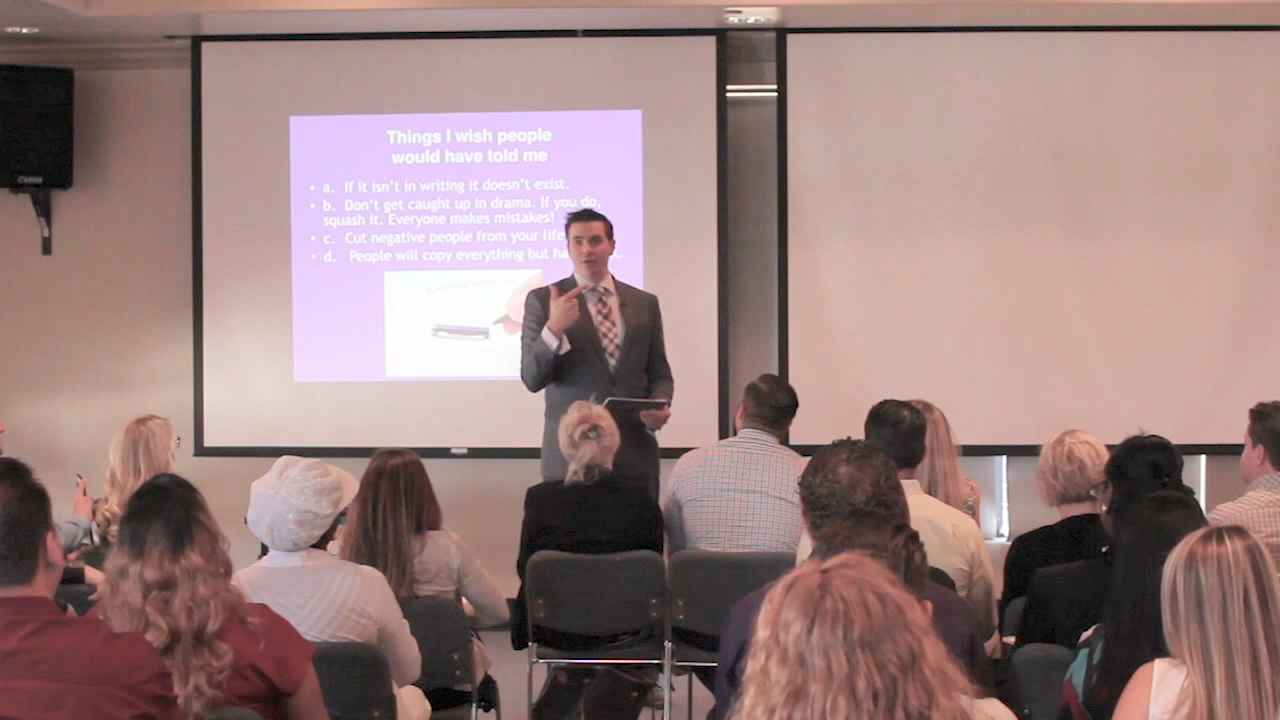 Things I wish people
would have told me
• a. If it isn't in writing it doesn't exist.
• b. Don't get caught up in drama. If you do,
squash it. Everyone makes mistakes!
• c. Cut negative people from your life
• d. People will copy everything but